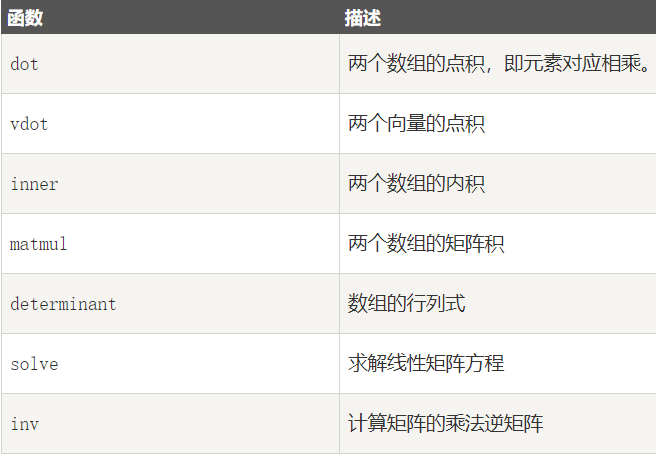 函数 描述
dot 两个数组的点积，即元素对应相乘。
vdot 两个向量的点积
inner 两个数组的内积
matmul 两个数组的矩阵积
determinant 数组的行列式
solve 求解线性矩阵方程
inv 计算矩阵的乘法逆矩阵